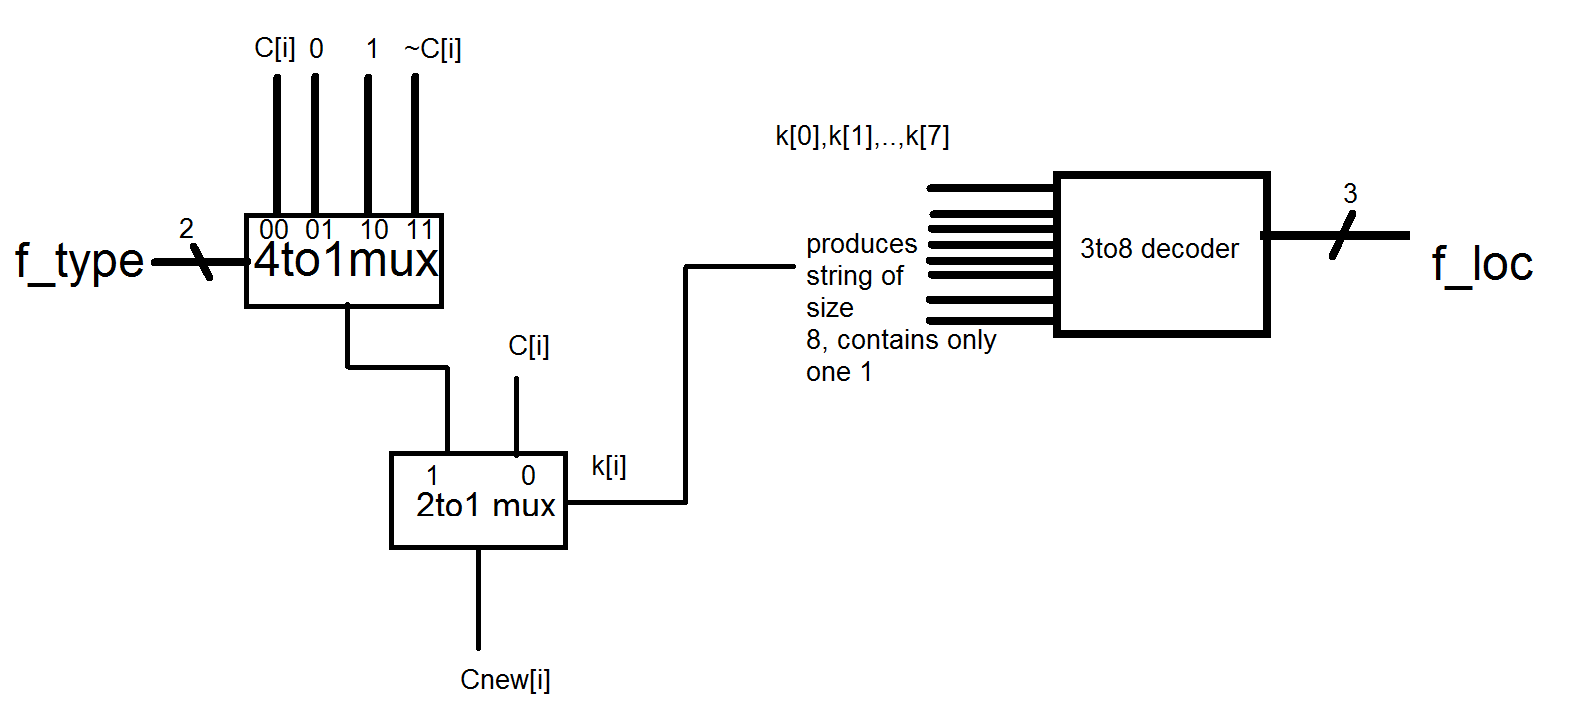 C[i] 0 1 ~C[i]
k[0],k[1],..,k[7]
2
3
00 01 10 11
f_type
4to1mux
produces
string of
size
8, contains only
one 1
3to8 decoder
f_loc
C[i]
k[i]
1 0
2to1 mux
Cnew[i]